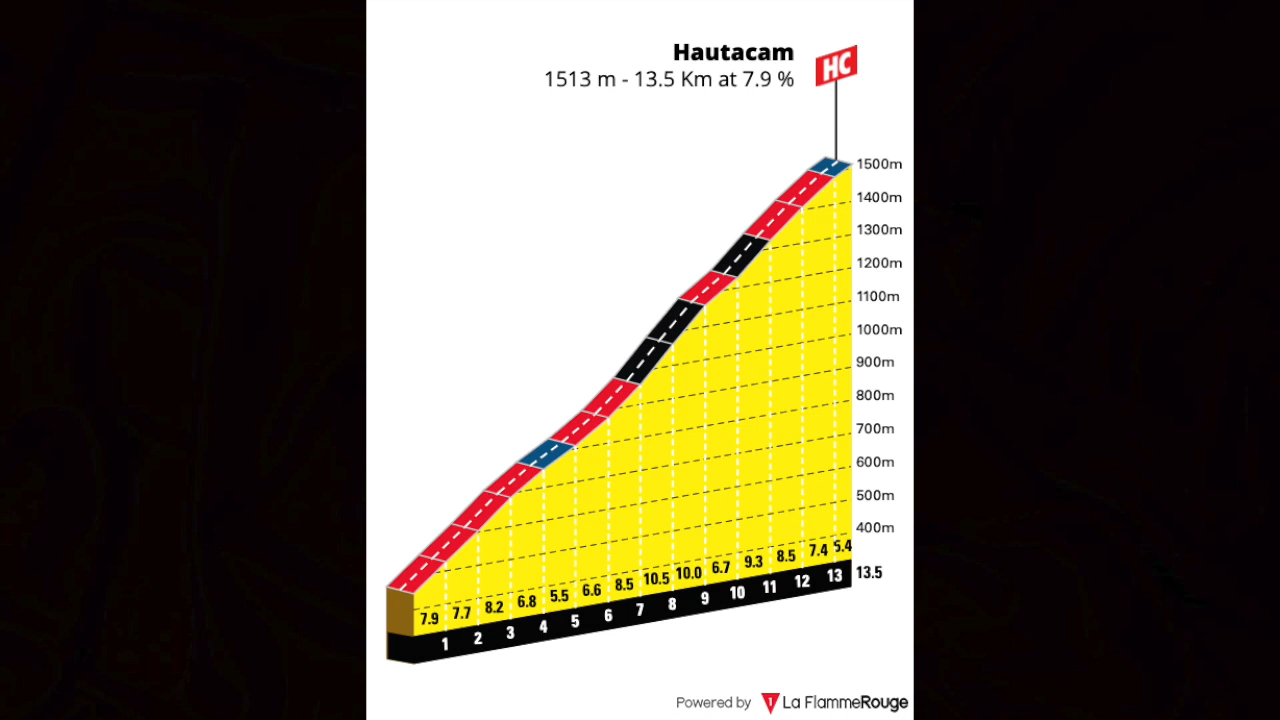 Hautacam
1513 m - 13.5 Km at 7.9 %
HC
1500m
1400m
1300m
1200m
1100m
1000m
900m
800m
700m
600m
500m
400m
7.9 7.7 8.2 6.8 5.5 6.6 8.5 10.5 10.0 6.7 9.3 8.5 7.4 5.4
1 2 3 4 5 6 7 8 9 10 11 12 13 13.5
Powered by 1 La FlammeRouge